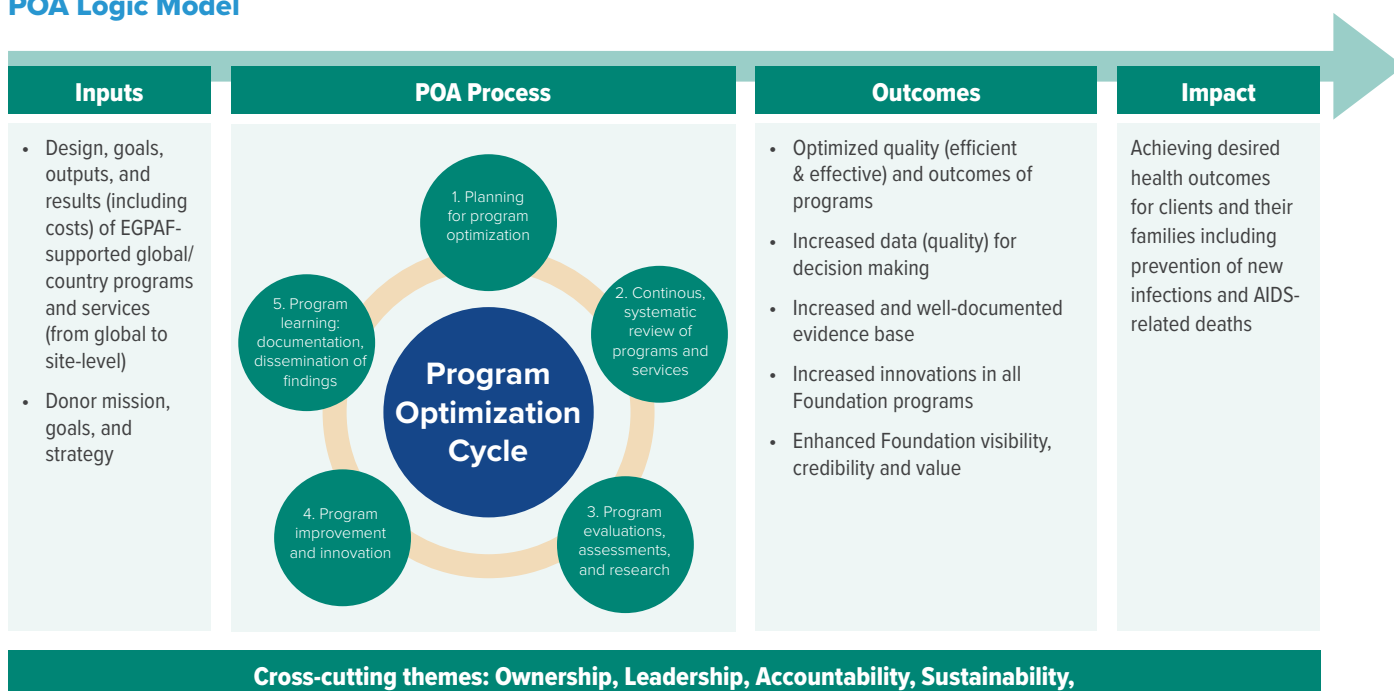 POA Logic Model
Inputs
• Design, goals,
outputs, and
results (including
costs) of EGPAF-
supported global/
country programs
and services
(from global to
site-level)
• Donor mission,
goals, and
strategy
POA Process
1. Planning
for program
optimization
2. Continous,
systematic
review of
programs and
services
3. Program
evaluations,
assessments,
and research
4. Program
improvement
and innovation
5. Program
learning:
documentation,
dissemination of
findings
Program
Optimization
Cycle
Outcomes
• Optimized quality (efficient
& effective) and outcomes of
programs
• Increased data (quality) for
decision making
• Increased and well-documented
evidence base
• Increased innovations in all
Foundation programs
• Enhanced Foundation visibility,
credibility and value
Impact
Achieving desired
health outcomes
for clients and their
families including
prevention of new
infections and AIDS-
related deaths
Cross-cutting themes: Ownership, Leadership, Accountability, Sustainability,